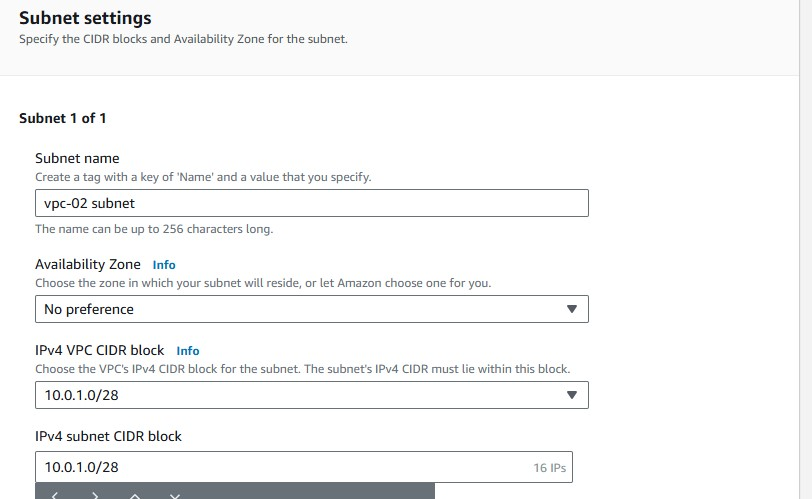 Subnet settings
Specify the CIDR blocks and Availability Zone for the subnet.
Subnet 1 of 1
Subnet name
Create a tag with a key of 'Name' and a value that you specify.
vpc-02 subnet
The name can be up to 256 characters long.
Availability Zone Info
Choose the zone in which your subnet will reside, or let Amazon choose one for you.
No preference
IPv4 VPC CIDR block Info
Choose the VPC's IPv4 CIDR block for the subnet. The subnet's IPv4 CIDR must lie within this block.
10.0.1.0/28
IPv4 subnet CIDR block
10.0.1.0/28 16 IPs